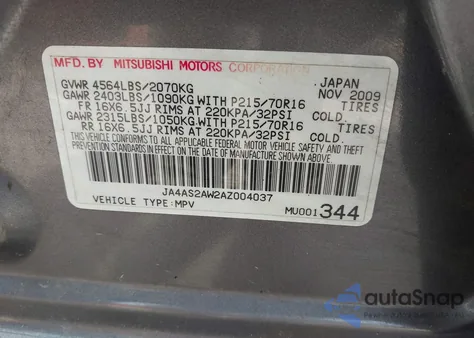 MFD. BY MITSUBISHI MOTORS CORPORATION
GVWR 4564LBS/2070KG JAPAN
NOV 2009
GAWR 2403LBS/1090KG WITH P215/70R16 TIRES
FR 16X6.5JJ RIMS AT 220KPA/32PSI COLD.
GAWR 2315LBS/1050KG WITH P215/70R16 TIRES
RR 16X6.5JJ RIMS AT 220KPA/32PSI COLD.
THIS VEHICLE CONFORMS TO ALL APPLICABLE FEDERAL MOTOR
VEHICLE SAFETY STANDARDS IN EFFECT ON THE DATE OF MANUFACTURE SHOWN ABOVE.
JA4AS2AW2AZ004037
VEHICLE TYPE:MPV MU001344
autoSnap